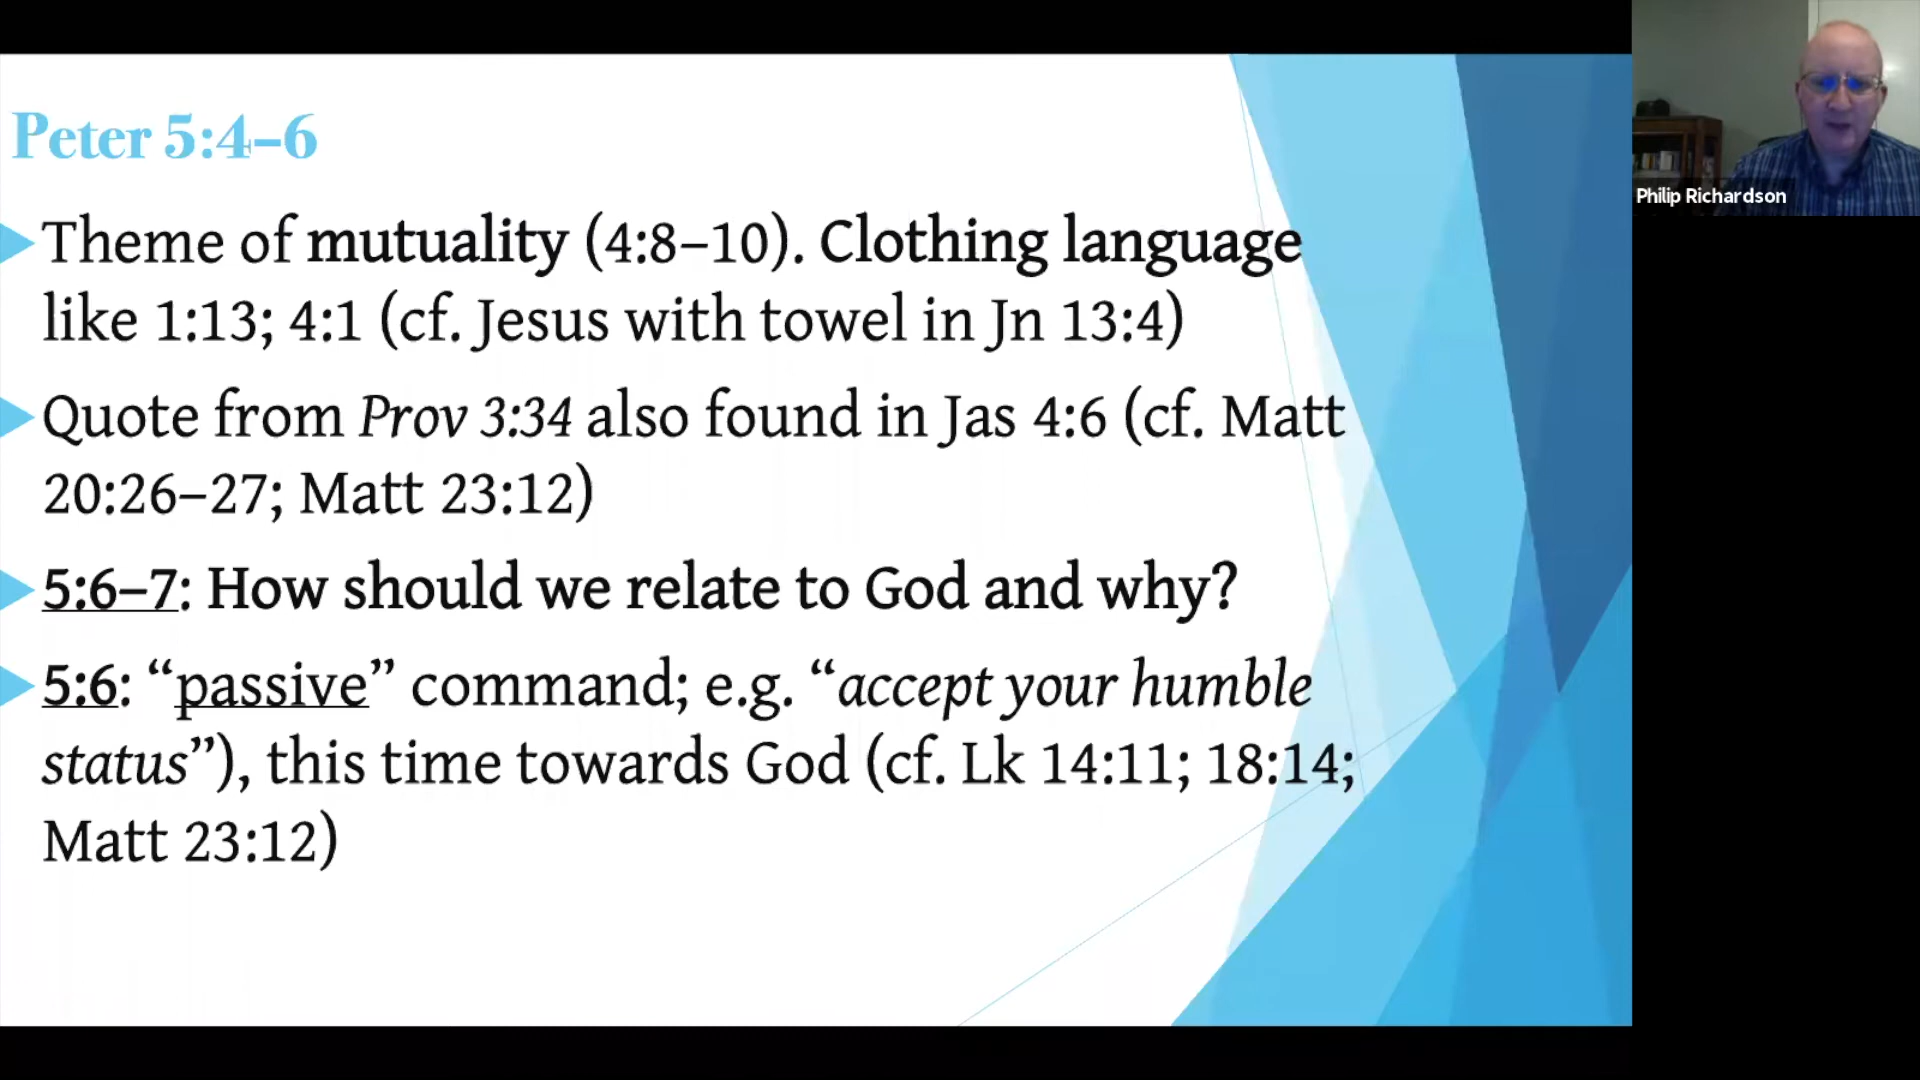 Peter 5:4–6
Theme of mutuality (4:8–10). Clothing language
like 1:13; 4:1 (cf. Jesus with towel in Jn 13:4)
Quote from Prov 3:34 also found in Jas 4:6 (cf. Matt
20:26–27; Matt 23:12)
5:6–7: How should we relate to God and why?
5:6: “passive” command; e.g. “accept your humble
status”), this time towards God (cf. Lk 14:11; 18:14;
Matt 23:12)
Philip Richardson